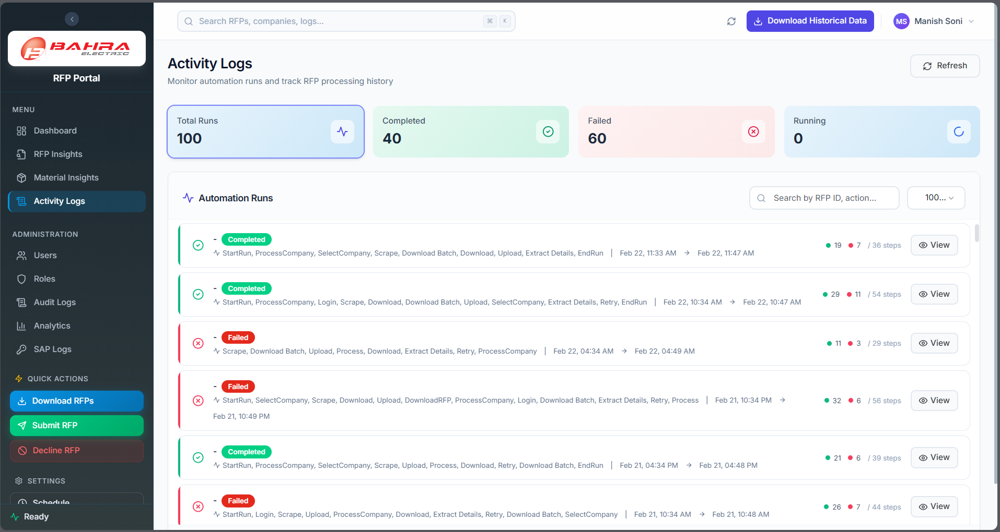 BAHRA
ELECTRIC
RFP Portal
MENU
Dashboard
RFP Insights
Material Insights
Activity Logs
ADMINISTRATION
Users
Roles
Audit Logs
Analytics
SAP Logs
QUICK ACTIONS
Download RFPs
Submit RFP
Decline RFP
SETTINGS
Schedule
Ready
Search RFPs, companies, logs...
⌘ K
Download Historical Data
MS Manish Soni
Activity Logs
Monitor automation runs and track RFP processing history
Refresh
Total Runs
100
Completed
40
Failed
60
Running
0
Automation Runs
Search by RFP ID, action...
100...
- Completed
StartRun, ProcessCompany, SelectCompany, Scrape, Download Batch, Download, Upload, Extract Details, EndRun | Feb 22, 11:33 AM → Feb 22, 11:47 AM
19 7 / 36 steps
View
- Completed
StartRun, ProcessCompany, Login, Scrape, Download, Download Batch, Upload, SelectCompany, Extract Details, Retry, EndRun | Feb 22, 10:34 AM → Feb 22, 10:47 AM
29 11 / 54 steps
View
- Failed
Scrape, Download Batch, Upload, Process, Download, Extract Details, Retry, ProcessCompany | Feb 22, 04:34 AM → Feb 22, 04:49 AM
11 3 / 29 steps
View
- Failed
StartRun, SelectCompany, Scrape, Download, Upload, DownloadRFP, ProcessCompany, Login, Download Batch, Extract Details, Retry, Process | Feb 21, 10:34 PM →
Feb 21, 10:49 PM
32 6 / 56 steps
View
- Completed
StartRun, ProcessCompany, SelectCompany, Scrape, Upload, Process, Download, Retry, Download Batch, EndRun | Feb 21, 04:34 PM → Feb 21, 04:48 PM
21 6 / 39 steps
View
- Failed
StartRun, Login, Scrape, Upload, ProcessCompany, Download, Extract Details, Retry, Download Batch, SelectCompany | Feb 21, 10:34 AM → Feb 21, 10:48 AM
26 7 / 44 steps
View